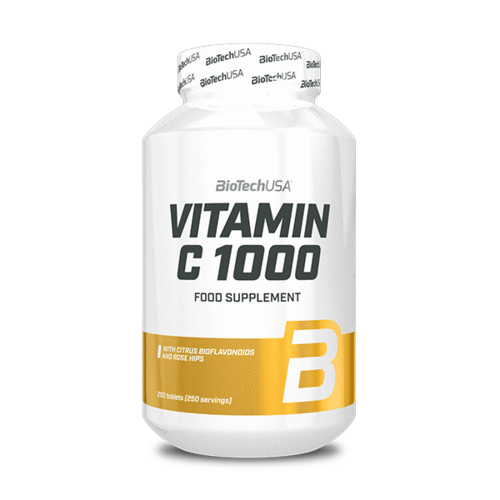 BioTechUSA BioTechUSA
BioTechUSA BioTechUSA
BioTechUSA
VITAMIN
C 1000
FOOD SUPPLEMENT
WITH CITRUS BIOFLAVONOIDS
AND ROSE HIPS
250 tablets (250 servings)
B